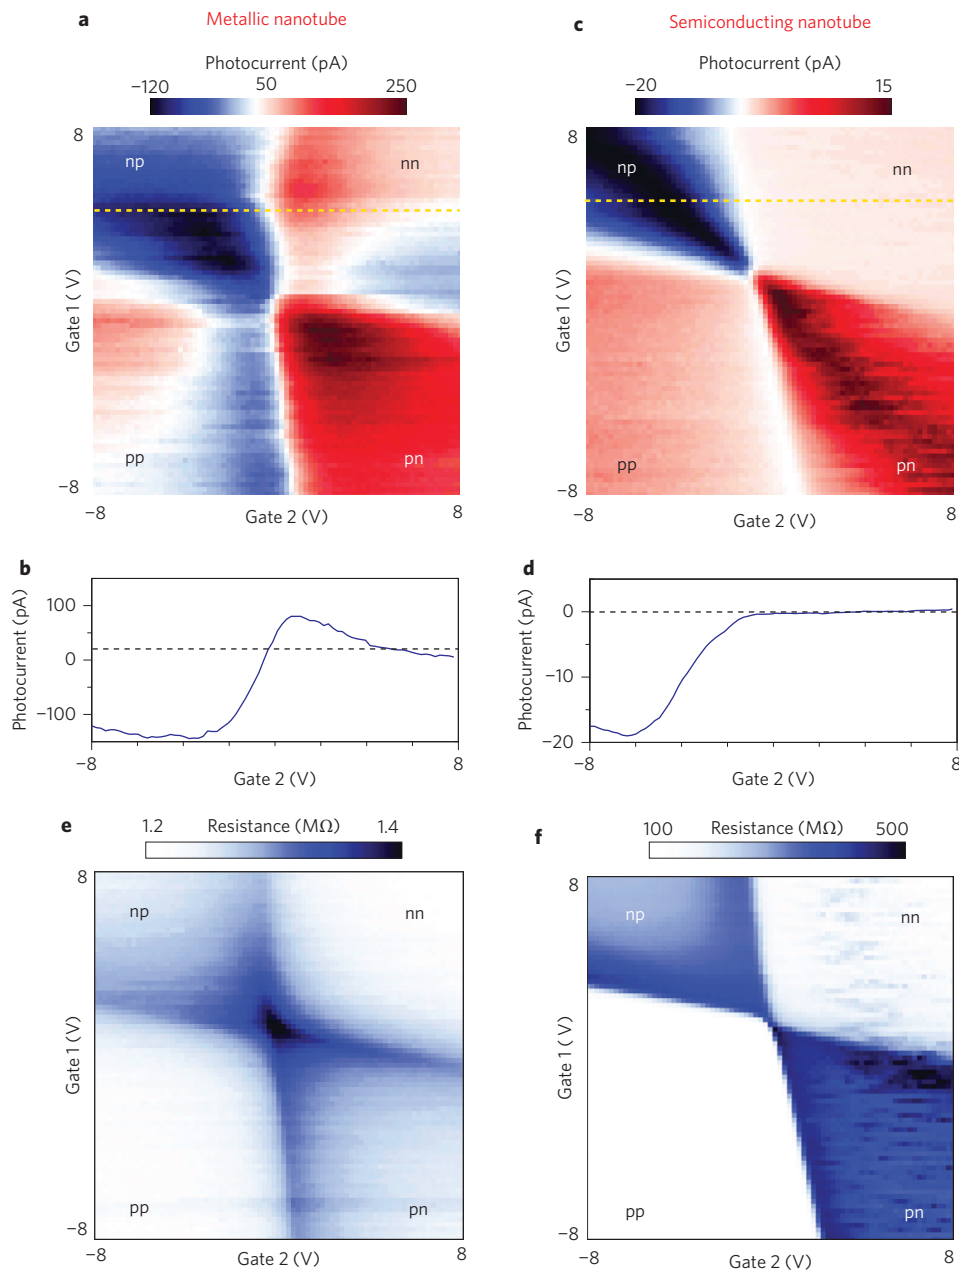 a
Metallic nanotube
Photocurrent (pA)
−120 50 250
8
np
nn
Gate 1 (V)
pp
pn
−8
−8
Gate 2 (V)
8
c
Semiconducting nanotube
Photocurrent (pA)
−20 15
8
np
nn
Gate 1 (V)
pp
pn
−8
−8
Gate 2 (V)
8
b
Photocurrent (pA)
100
0
−100
−8
Gate 2 (V)
8
d
Photocurrent (pA)
0
−10
−20
−8
Gate 2 (V)
8
e
1.2 Resistance (MΩ) 1.4
8
np
nn
Gate 1 (V)
pp
pn
−8
−8
Gate 2 (V)
8
f
100 Resistance (MΩ) 500
8
np
nn
Gate 1 (V)
pp
pn
−8
−8
Gate 2 (V)
8